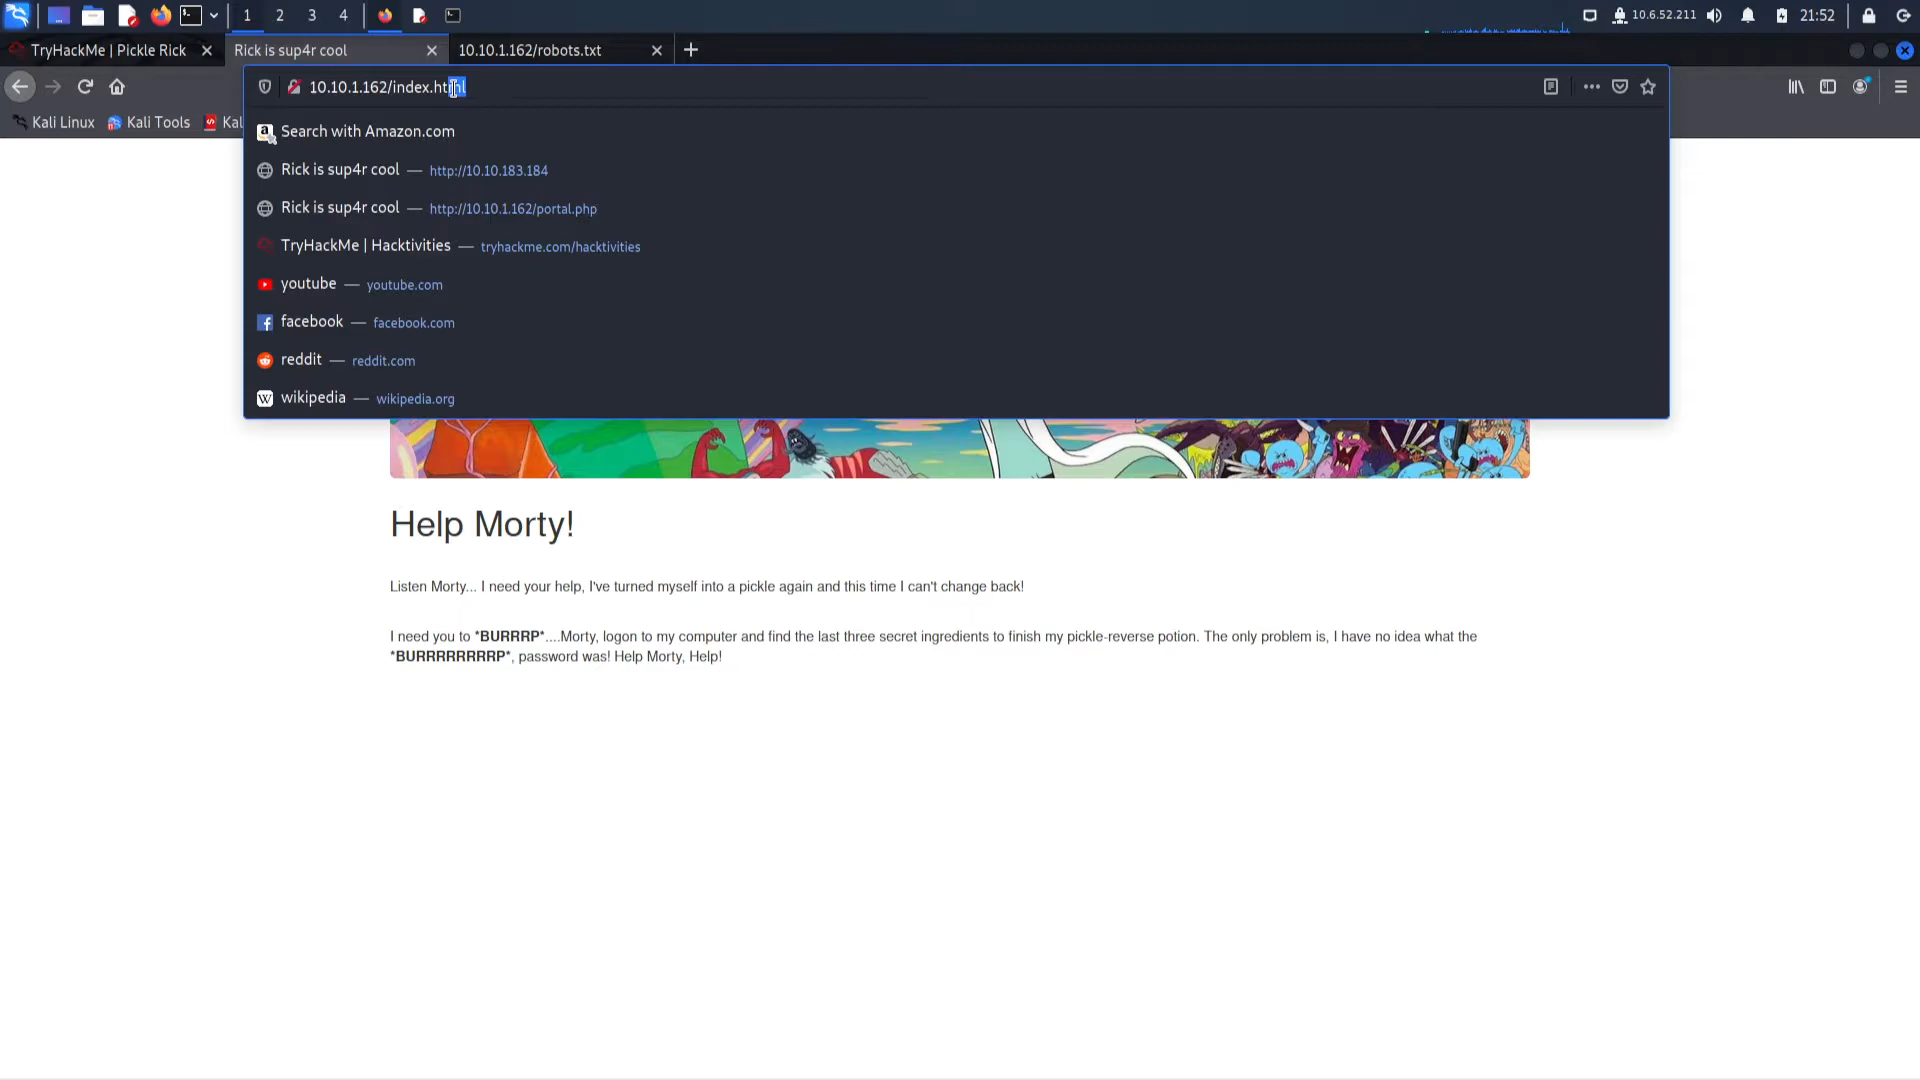 1 2 3 4 10.6.52.211 21:52
TryHackMe | Pickle Rick Rick is sup4r cool 10.10.1.162/robots.txt
10.10.1.162/index.html
Kali Linux Kali Tools Kal
Search with Amazon.com
Rick is sup4r cool — http://10.10.183.184
Rick is sup4r cool — http://10.10.1.162/portal.php
TryHackMe | Hacktivities — tryhackme.com/hacktivities
youtube — youtube.com
facebook — facebook.com
reddit — reddit.com
wikipedia — wikipedia.org
Help Morty!
Listen Morty... I need your help, I've turned myself into a pickle again and this time I can't change back!
I need you to *BURRRP*....Morty, logon to my computer and find the last three secret ingredients to finish my pickle-reverse potion. The only problem is, I have no idea what the
*BURRRRRRRRP*, password was! Help Morty, Help!